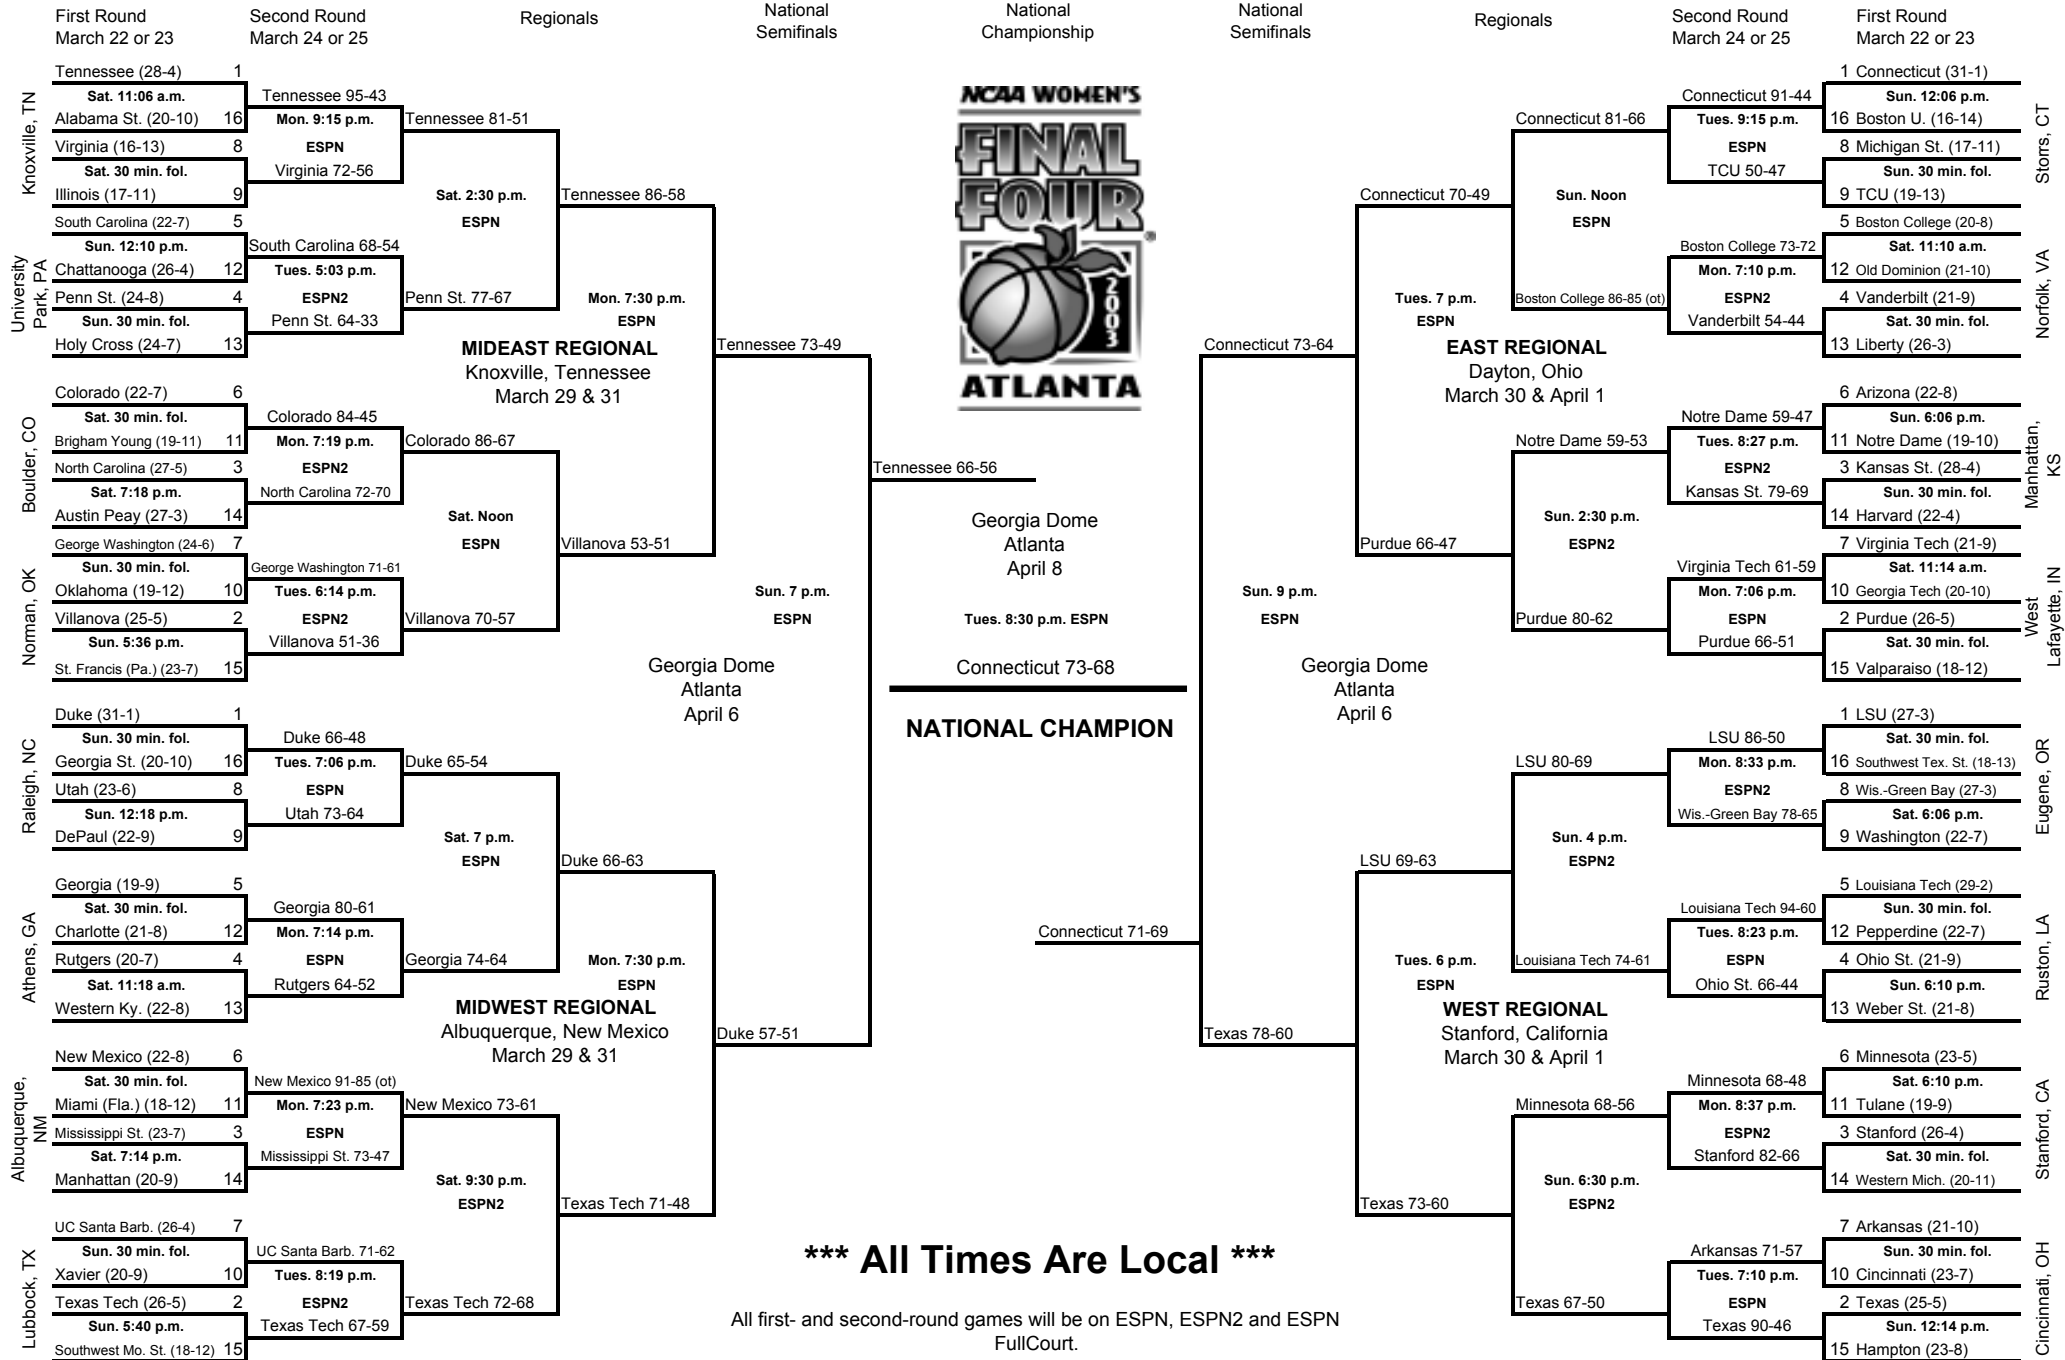 First Round
March 22 or 23
Second Round
March 24 or 25
Regionals
National
Semifinals
National
Championship
National
Semifinals
Regionals
Second Round
March 24 or 25
First Round
March 22 or 23
Knoxville, TN
Tennessee (28-4) 1
Sat. 11:06 a.m.
Alabama St. (20-10) 16
Virginia (16-13) 8
Sat. 30 min. fol.
Illinois (17-11) 9
University
Park, PA
South Carolina (22-7) 5
Sun. 12:10 p.m.
Chattanooga (26-4) 12
Penn St. (24-8) 4
Sun. 30 min. fol.
Holy Cross (24-7) 13
Boulder, CO
Colorado (22-7) 6
Sat. 30 min. fol.
Brigham Young (19-11) 11
North Carolina (27-5) 3
Sat. 7:18 p.m.
Austin Peay (27-3) 14
Norman, OK
George Washington (24-6) 7
Sun. 30 min. fol.
Oklahoma (19-12) 10
Villanova (25-5) 2
Sun. 5:36 p.m.
St. Francis (Pa.) (23-7) 15
Raleigh, NC
Duke (31-1) 1
Sun. 30 min. fol.
Georgia St. (20-10) 16
Utah (23-6) 8
Sun. 12:18 p.m.
DePaul (22-9) 9
Athens, GA
Georgia (19-9) 5
Sat. 30 min. fol.
Charlotte (21-8) 12
Rutgers (20-7) 4
Sat. 11:18 a.m.
Western Ky. (22-8) 13
Albuquerque,
NM
New Mexico (22-8) 6
Sat. 30 min. fol.
Miami (Fla.) (18-12) 11
Mississippi St. (23-7) 3
Sat. 7:14 p.m.
Manhattan (20-9) 14
Lubbock, TX
UC Santa Barb. (26-4) 7
Sun. 30 min. fol.
Xavier (20-9) 10
Texas Tech (26-5) 2
Sun. 5:40 p.m.
Southwest Mo. St. (18-12) 15
Tennessee 95-43
Mon. 9:15 p.m.
ESPN
Virginia 72-56
South Carolina 68-54
Tues. 5:03 p.m.
ESPN2
Penn St. 64-33
Colorado 84-45
Mon. 7:19 p.m.
ESPN2
North Carolina 72-70
George Washington 71-61
Tues. 6:14 p.m.
ESPN2
Villanova 51-36
Duke 66-48
Tues. 7:06 p.m.
ESPN
Utah 73-64
Georgia 80-61
Mon. 7:14 p.m.
ESPN
Rutgers 64-52
New Mexico 91-85 (ot)
Mon. 7:23 p.m.
ESPN
Mississippi St. 73-47
UC Santa Barb. 71-62
Tues. 8:19 p.m.
ESPN2
Texas Tech 67-59
Tennessee 81-51
Sat. 2:30 p.m.
ESPN
Penn St. 77-67
MIDEAST REGIONAL
Knoxville, Tennessee
March 29 & 31
Colorado 86-67
Sat. Noon
ESPN
Villanova 70-57
Duke 65-54
Sat. 7 p.m.
ESPN
Georgia 74-64
MIDWEST REGIONAL
Albuquerque, New Mexico
March 29 & 31
New Mexico 73-61
Sat. 9:30 p.m.
ESPN2
Texas Tech 72-68
Tennessee 86-58
Mon. 7:30 p.m.
ESPN
Villanova 53-51
Duke 66-63
Mon. 7:30 p.m.
ESPN
Texas Tech 71-48
Tennessee 73-49
Sun. 7 p.m.
ESPN
Georgia Dome
Atlanta
April 6
Duke 57-51
NCAA WOMEN'S
FINAL
FOUR
®
2003
ATLANTA
Tennessee 66-56
Georgia Dome
Atlanta
April 8
Tues. 8:30 p.m. ESPN
Connecticut 73-68
NATIONAL CHAMPION
Connecticut 71-69
Connecticut 73-64
Sun. 9 p.m.
ESPN
Georgia Dome
Atlanta
April 6
Texas 78-60
Connecticut 70-49
Tues. 7 p.m.
ESPN
Purdue 66-47
LSU 69-63
Tues. 6 p.m.
ESPN
Texas 73-60
Connecticut 81-66
Sun. Noon
ESPN
Boston College 86-85 (ot)
EAST REGIONAL
Dayton, Ohio
March 30 & April 1
Notre Dame 59-53
Sun. 2:30 p.m.
ESPN2
Purdue 80-62
LSU 80-69
Sun. 4 p.m.
ESPN2
Louisiana Tech 74-61
WEST REGIONAL
Stanford, California
March 30 & April 1
Minnesota 68-56
Sun. 6:30 p.m.
ESPN2
Texas 67-50
Connecticut 91-44
Tues. 9:15 p.m.
ESPN
TCU 50-47
Boston College 73-72
Mon. 7:10 p.m.
ESPN2
Vanderbilt 54-44
Notre Dame 59-47
Tues. 8:27 p.m.
ESPN2
Kansas St. 79-69
Virginia Tech 61-59
Mon. 7:06 p.m.
ESPN
Purdue 66-51
LSU 86-50
Mon. 8:33 p.m.
ESPN2
Wis.-Green Bay 78-65
Louisiana Tech 94-60
Tues. 8:23 p.m.
ESPN
Ohio St. 66-44
Minnesota 68-48
Mon. 8:37 p.m.
ESPN2
Stanford 82-66
Arkansas 71-57
Tues. 7:10 p.m.
ESPN
Texas 90-46
1 Connecticut (31-1)
Sun. 12:06 p.m.
16 Boston U. (16-14)
8 Michigan St. (17-11)
Sun. 30 min. fol.
9 TCU (19-13)
Storrs, CT
5 Boston College (20-8)
Sat. 11:10 a.m.
12 Old Dominion (21-10)
4 Vanderbilt (21-9)
Sat. 30 min. fol.
13 Liberty (26-3)
Norfolk, VA
6 Arizona (22-8)
Sun. 6:06 p.m.
11 Notre Dame (19-10)
3 Kansas St. (28-4)
Sun. 30 min. fol.
14 Harvard (22-4)
Manhattan,
KS
7 Virginia Tech (21-9)
Sat. 11:14 a.m.
10 Georgia Tech (20-10)
2 Purdue (26-5)
Sat. 30 min. fol.
15 Valparaiso (18-12)
West
Lafayette, IN
1 LSU (27-3)
Sat. 30 min. fol.
16 Southwest Tex. St. (18-13)
8 Wis.-Green Bay (27-3)
Sat. 6:06 p.m.
9 Washington (22-7)
Eugene, OR
5 Louisiana Tech (29-2)
Sun. 30 min. fol.
12 Pepperdine (22-7)
4 Ohio St. (21-9)
Sun. 6:10 p.m.
13 Weber St. (21-8)
Ruston, LA
6 Minnesota (23-5)
Sat. 6:10 p.m.
11 Tulane (19-9)
3 Stanford (26-4)
Sat. 30 min. fol.
14 Western Mich. (20-11)
Stanford, CA
7 Arkansas (21-10)
Sun. 30 min. fol.
10 Cincinnati (23-7)
2 Texas (25-5)
Sun. 12:14 p.m.
15 Hampton (23-8)
Cincinnati, OH
*** All Times Are Local ***
All first- and second-round games will be on ESPN, ESPN2 and ESPN
FullCourt.